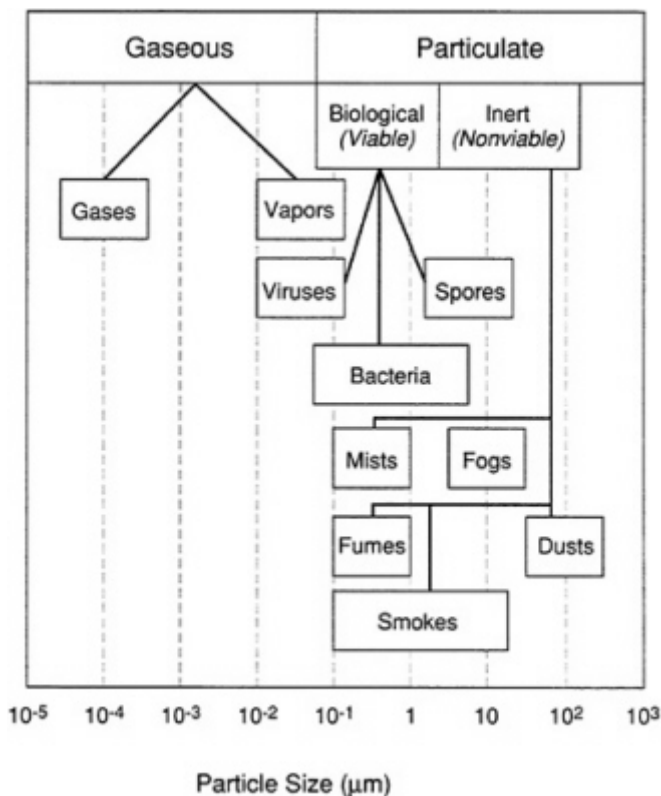 Gaseous
Particulate
Biological
(Viable)
Inert
(Nonviable)
Gases
Vapors
Viruses
Spores
Bacteria
Mists
Fogs
Fumes
Dusts
Smokes
10⁻⁵ 10⁻⁴ 10⁻³ 10⁻² 10⁻¹ 1 10 10² 10³
Particle Size (μm)